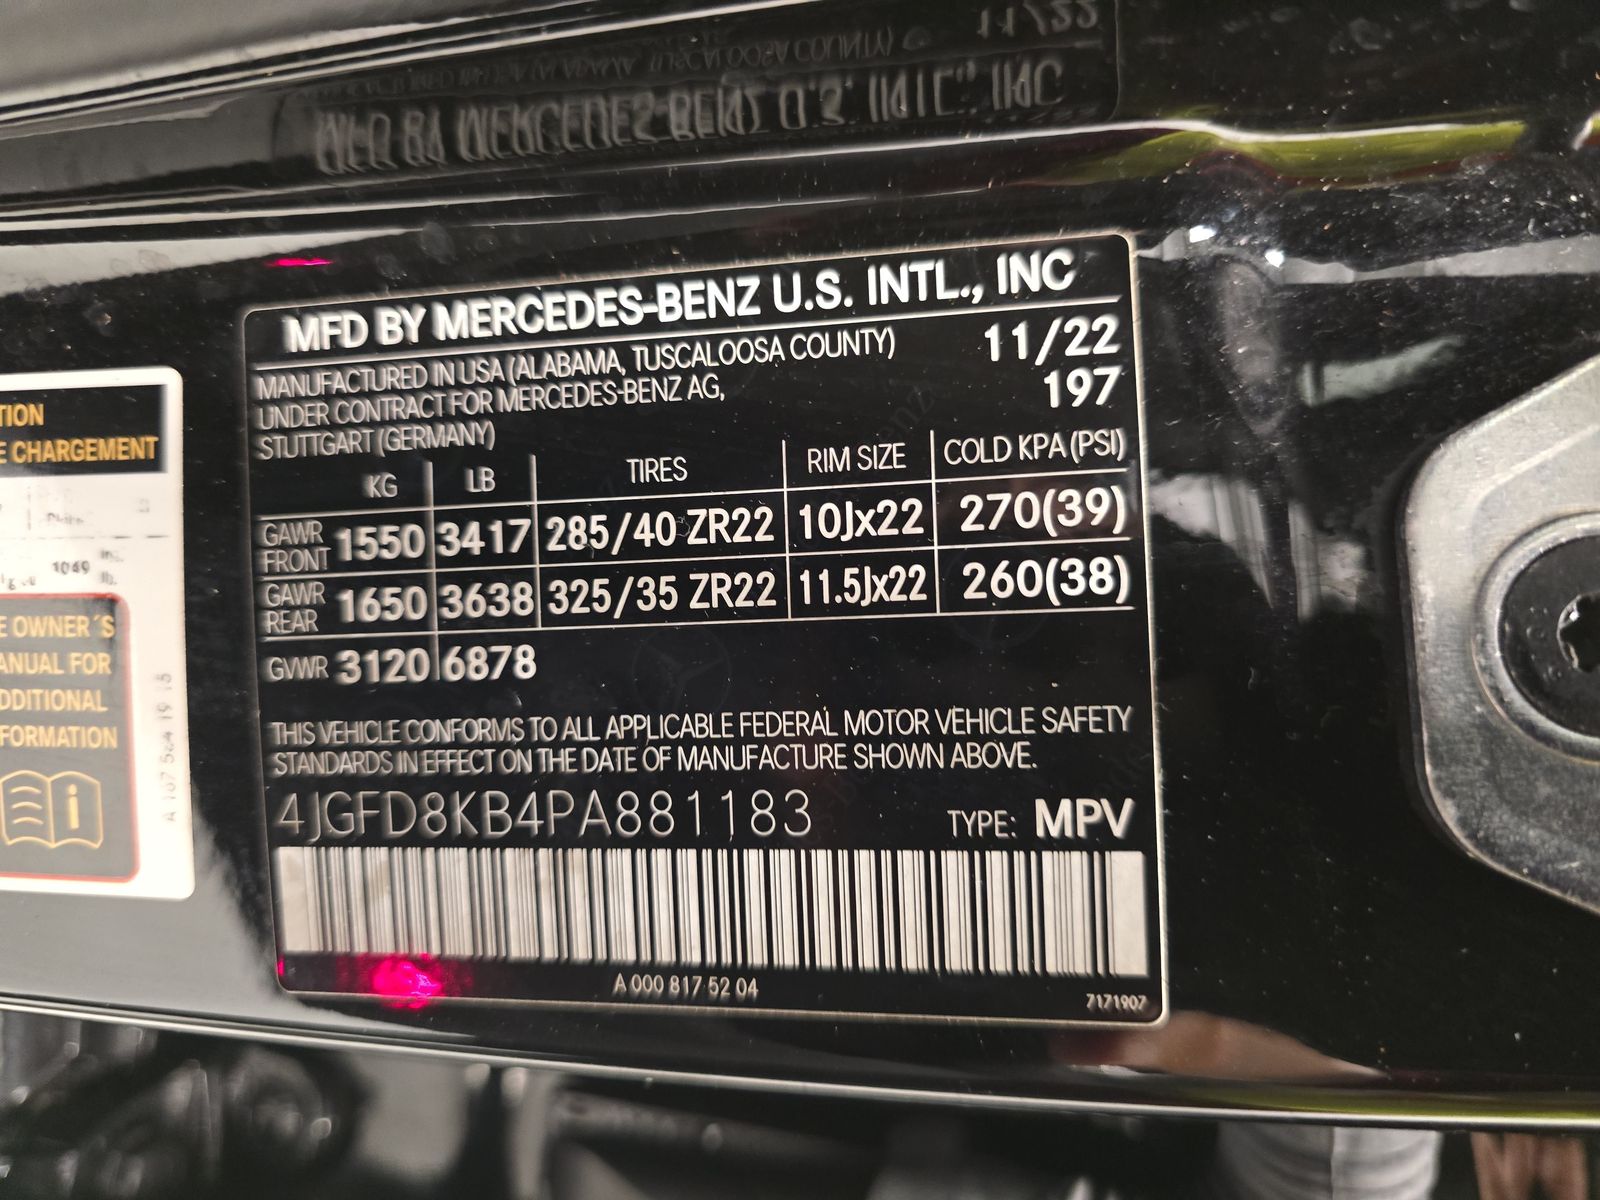 MFD BY MERCEDES-BENZ U.S. INTL., INC
MANUFACTURED IN USA (ALABAMA, TUSCALOOSA COUNTY) 11/22
UNDER CONTRACT FOR MERCEDES-BENZ AG, 197
STUTTGART (GERMANY)
KG LB TIRES RIM SIZE COLD KPA (PSI)
GAWR FRONT 1550 3417 285/40 ZR22 10Jx22 270(39)
GAWR REAR 1650 3638 325/35 ZR22 11.5Jx22 260(38)
GVWR 3120 6878
THIS VEHICLE CONFORMS TO ALL APPLICABLE FEDERAL MOTOR VEHICLE SAFETY
STANDARDS IN EFFECT ON THE DATE OF MANUFACTURE SHOWN ABOVE.
4JGFD8KB4PA881183 TYPE: MPV
A 000 817 52 04
7171907
TION
E CHARGEMENT
1049
lb.
E OWNER´S
ANUAL FOR
DDITIONAL
FORMATION
i